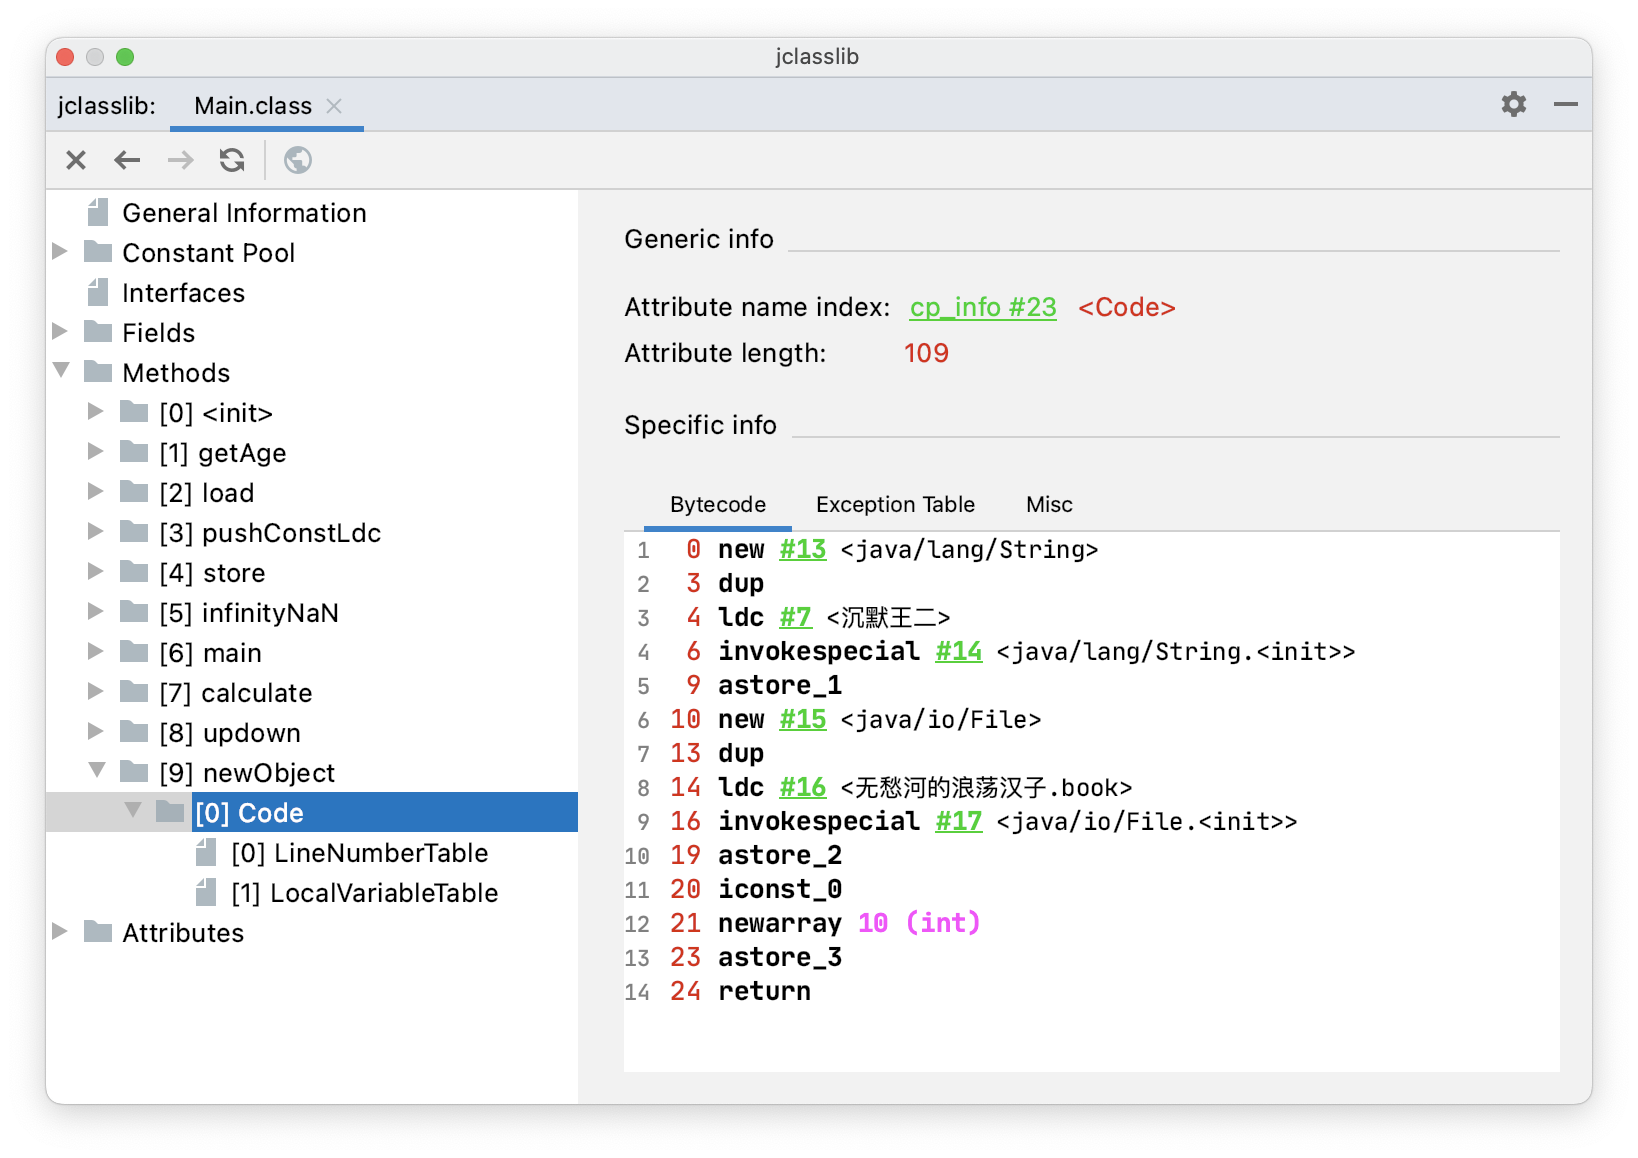 jclasslib
jclasslib: Main.class
General Information
Constant Pool
Interfaces
Fields
Methods
[0] <init>
[1] getAge
[2] load
[3] pushConstLdc
[4] store
[5] infinityNaN
[6] main
[7] calculate
[8] updown
[9] newObject
[0] Code
[0] LineNumberTable
[1] LocalVariableTable
Attributes
Generic info
Attribute name index: cp_info #23 <Code>
Attribute length: 109
Specific info
Bytecode Exception Table Misc
1 0 new #13 <java/lang/String>
2 3 dup
3 4 ldc #7 <沉默王二>
4 6 invokespecial #14 <java/lang/String.<init>>
5 9 astore_1
6 10 new #15 <java/io/File>
7 13 dup
8 14 ldc #16 <无愁河的浪荡汉子.book>
9 16 invokespecial #17 <java/io/File.<init>>
10 19 astore_2
11 20 iconst_0
12 21 newarray 10 (int)
13 23 astore_3
14 24 return